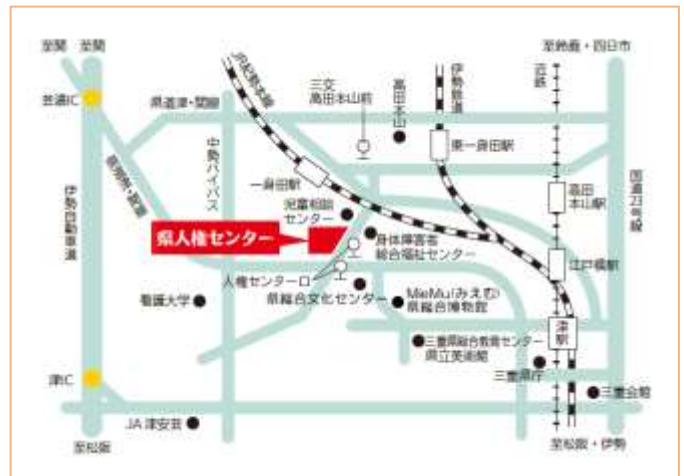 至関
至関
至鈴鹿・四日市
芸濃IC
県道津・関線
JR紀勢本線
三交
高田本山前
高田本山
伊勢鉄道
近鉄
中勢バイパス
東一身田駅
伊勢自動車道
一身田駅
高田
本山駅
国道23号線
児童相談
センター
県人権センター
身体障害者
総合福祉センター
江戸橋駅
人権センター口
看護大学
県総合文化センター
MieMu(みえむ)
県総合博物館
津駅
三重県総合教育センター
県立美術館
三重県庁
津IC
三重会館
JA津安芸
至松阪
至松阪・伊勢